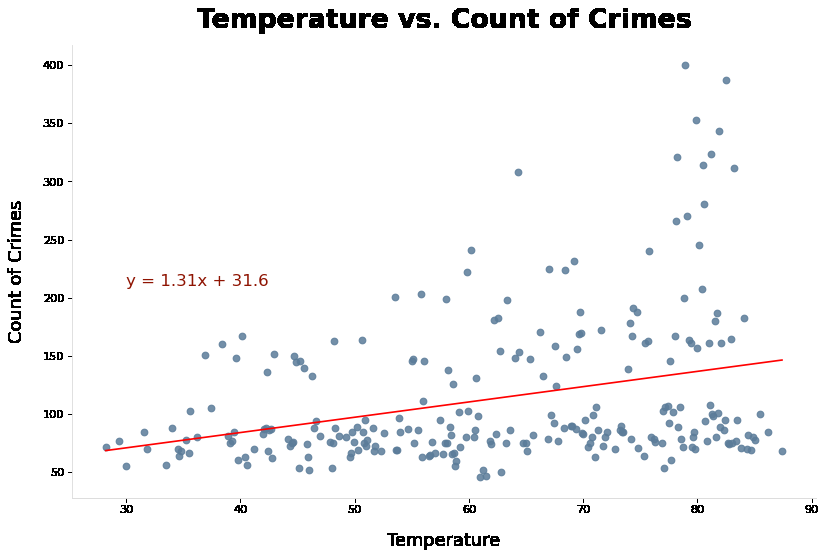 Temperature vs. Count of Crimes
400
350
300
250
200
150
100
50
Count of Crimes
y = 1.31x + 31.6
30 40 50 60 70 80 90
Temperature